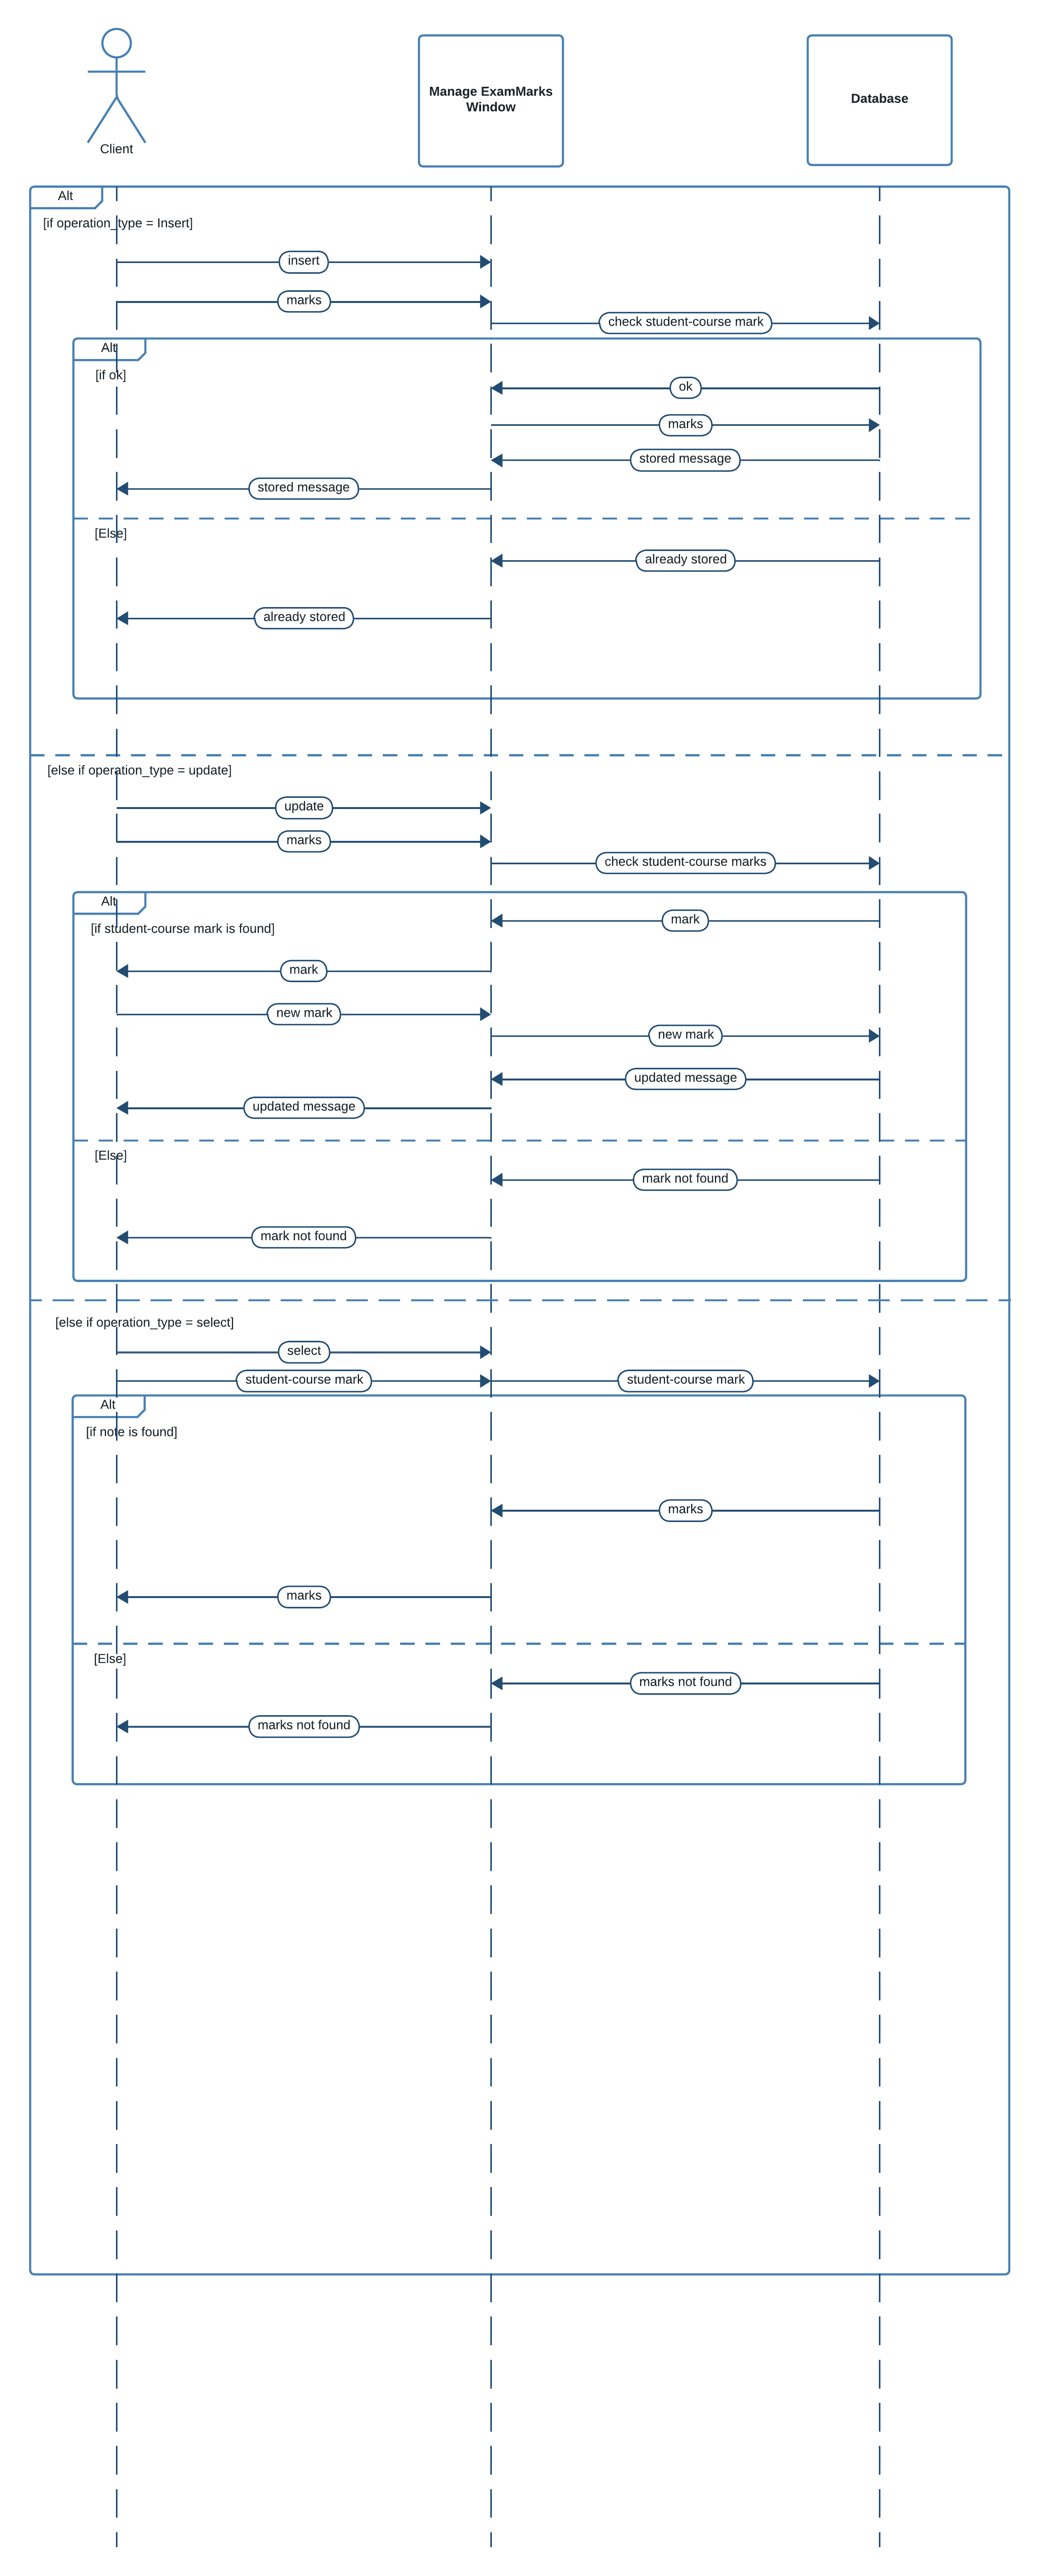 Client
Manage ExamMarks
Window
Database
Alt
[if operation_type = Insert]
insert
marks
check student-course mark
Alt
[if ok]
ok
marks
stored message
stored message
[Else]
already stored
already stored
[else if operation_type = update]
update
marks
check student-course marks
Alt
mark
[if student-course mark is found]
mark
new mark
new mark
updated message
updated message
[Else]
mark not found
mark not found
[else if operation_type = select]
select
student-course mark
student-course mark
Alt
[if note is found]
marks
marks
[Else]
marks not found
marks not found